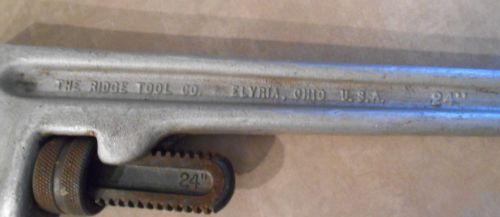 THE RIDGE TOOL CO. ELYRIA, OHIO U.S.A. 24"
24"